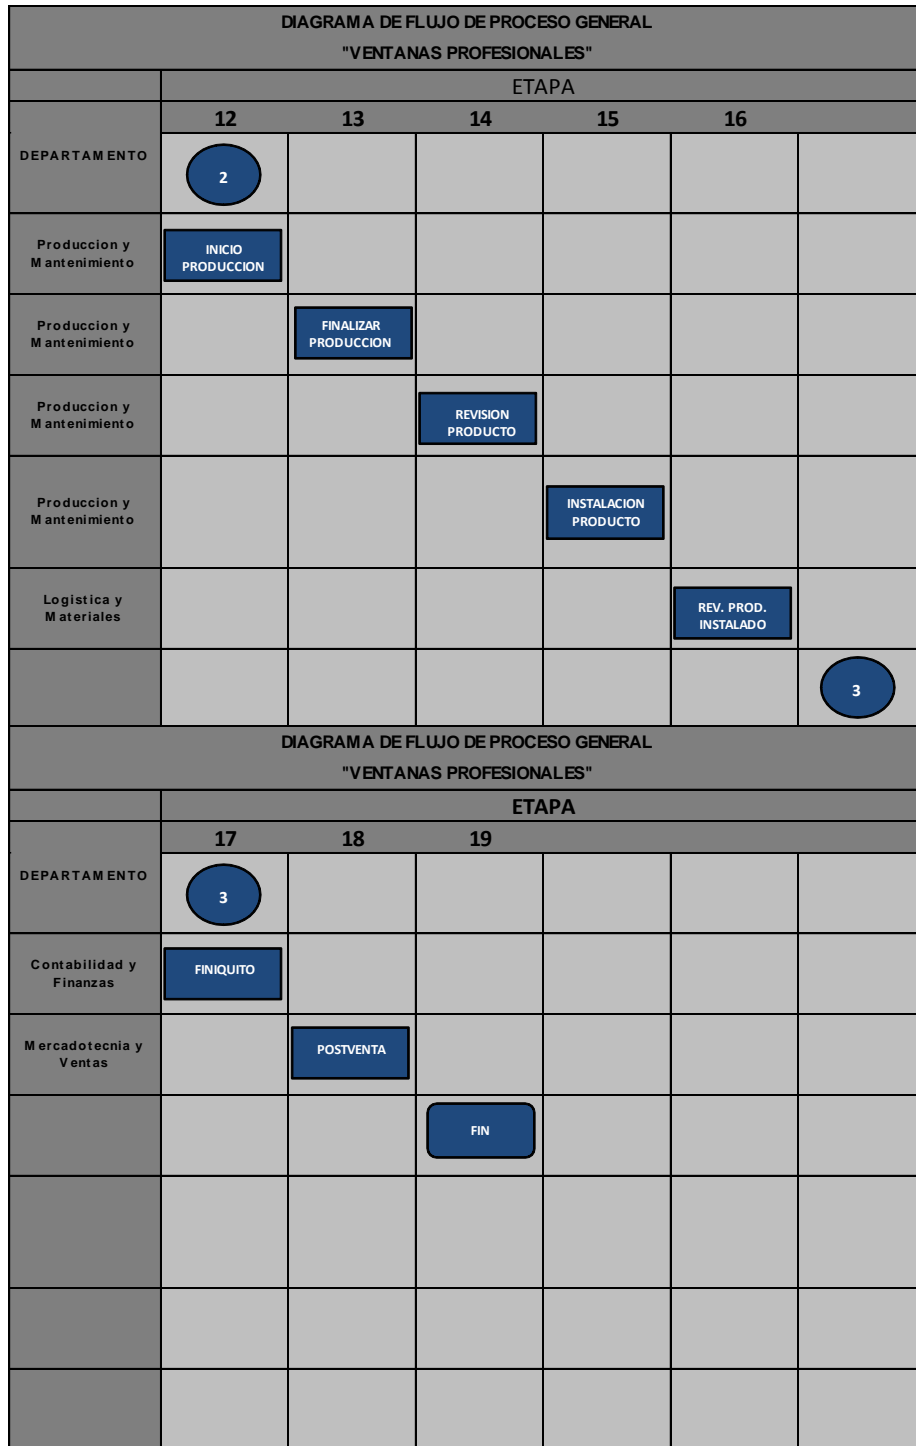 DIAGRAMA DE FLUJO DE PROCESO GENERAL
"VENTANAS PROFESIONALES"
ETAPA
12 13 14 15 16
DEPARTAMENTO
2
Produccion y
Mantenimiento
INICIO
PRODUCCION
Produccion y
Mantenimiento
FINALIZAR
PRODUCCION
Produccion y
Mantenimiento
REVISION
PRODUCTO
Produccion y
Mantenimiento
INSTALACION
PRODUCTO
Logistica y
Materiales
REV. PROD.
INSTALADO
3
DIAGRAMA DE FLUJO DE PROCESO GENERAL
"VENTANAS PROFESIONALES"
ETAPA
17 18 19
DEPARTAMENTO
3
Contabilidad y
Finanzas
FINIQUITO
Mercadotecnia y
Ventas
POSTVENTA
FIN